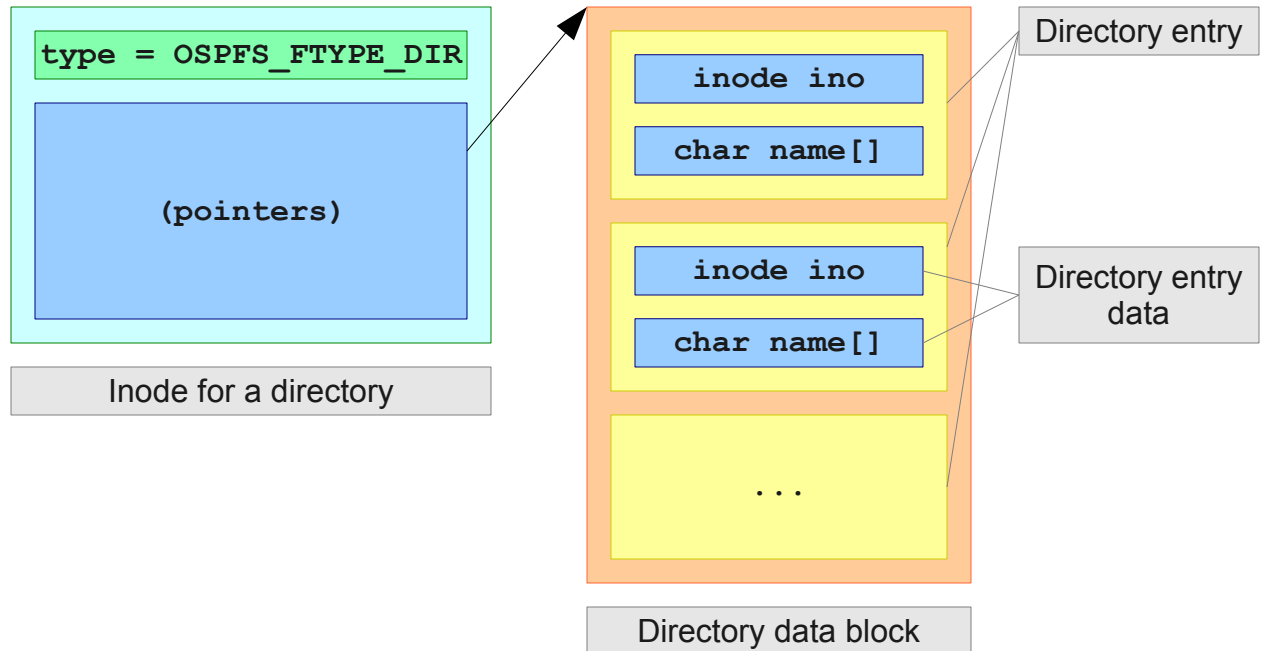 type = OSPFS_FTYPE_DIR
(pointers)
Inode for a directory
inode ino
char name[]
inode ino
char name[]
...
Directory data block
Directory entry
Directory entry
data